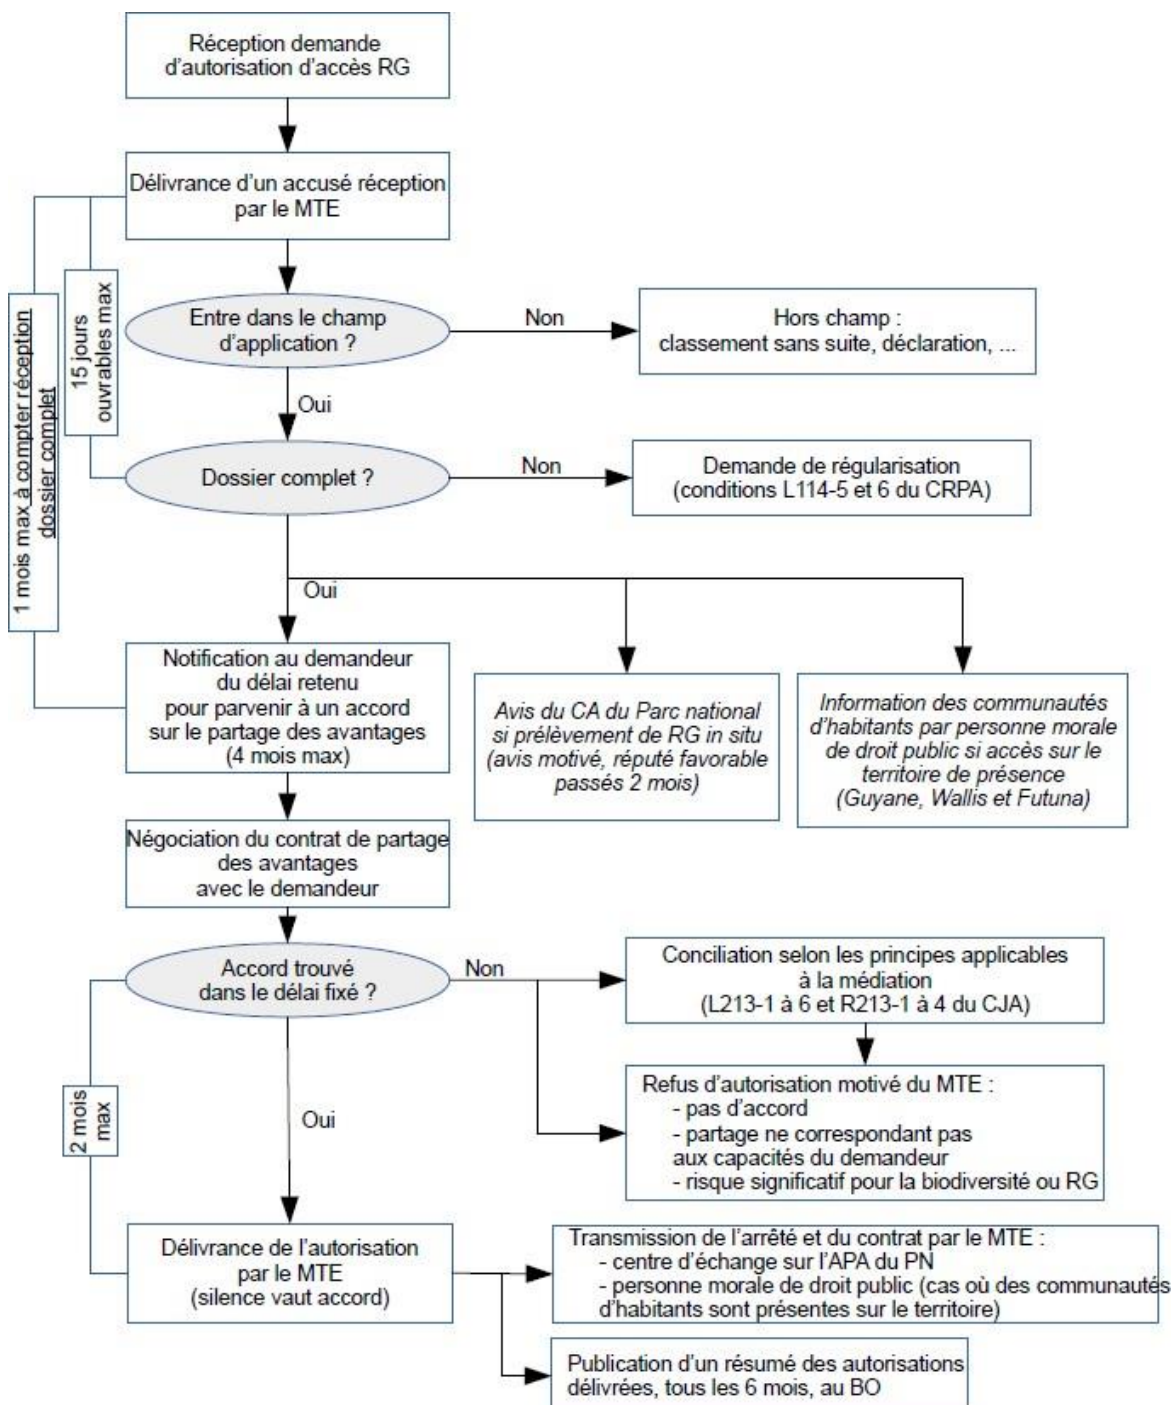 Réception demande
d'autorisation d'accès RG
Délivrance d'un accusé réception
par le MTE
1 mois max à compter réception
dossier complet
15 jours
ouvrables max
Entre dans le champ
d'application ?
Non
Hors champ :
classement sans suite, déclaration, ...
Oui
Dossier complet ?
Non
Demande de régularisation
(conditions L114-5 et 6 du CRPA)
Oui
Notification au demandeur
du délai retenu
pour parvenir à un accord
sur le partage des avantages
(4 mois max)
Avis du CA du Parc national
si prélèvement de RG in situ
(avis motivé, réputé favorable
passés 2 mois)
Information des communautés
d'habitants par personne morale
de droit public si accès sur le
territoire de présence
(Guyane, Wallis et Futuna)
Négociation du contrat de partage
des avantages
avec le demandeur
Accord trouvé
dans le délai fixé ?
Non
Conciliation selon les principes applicables
à la médiation
(L213-1 à 6 et R213-1 à 4 du CJA)
Refus d'autorisation motivé du MTE :
- pas d'accord
- partage ne correspondant pas
aux capacités du demandeur
- risque significatif pour la biodiversité ou RG
2 mois
max
Oui
Délivrance de l'autorisation
par le MTE
(silence vaut accord)
Transmission de l'arrêté et du contrat par le MTE :
- centre d'échange sur l'APA du PN
- personne morale de droit public (cas où des communautés
d'habitants sont présentes sur le territoire)
Publication d'un résumé des autorisations
délivrées, tous les 6 mois, au BO